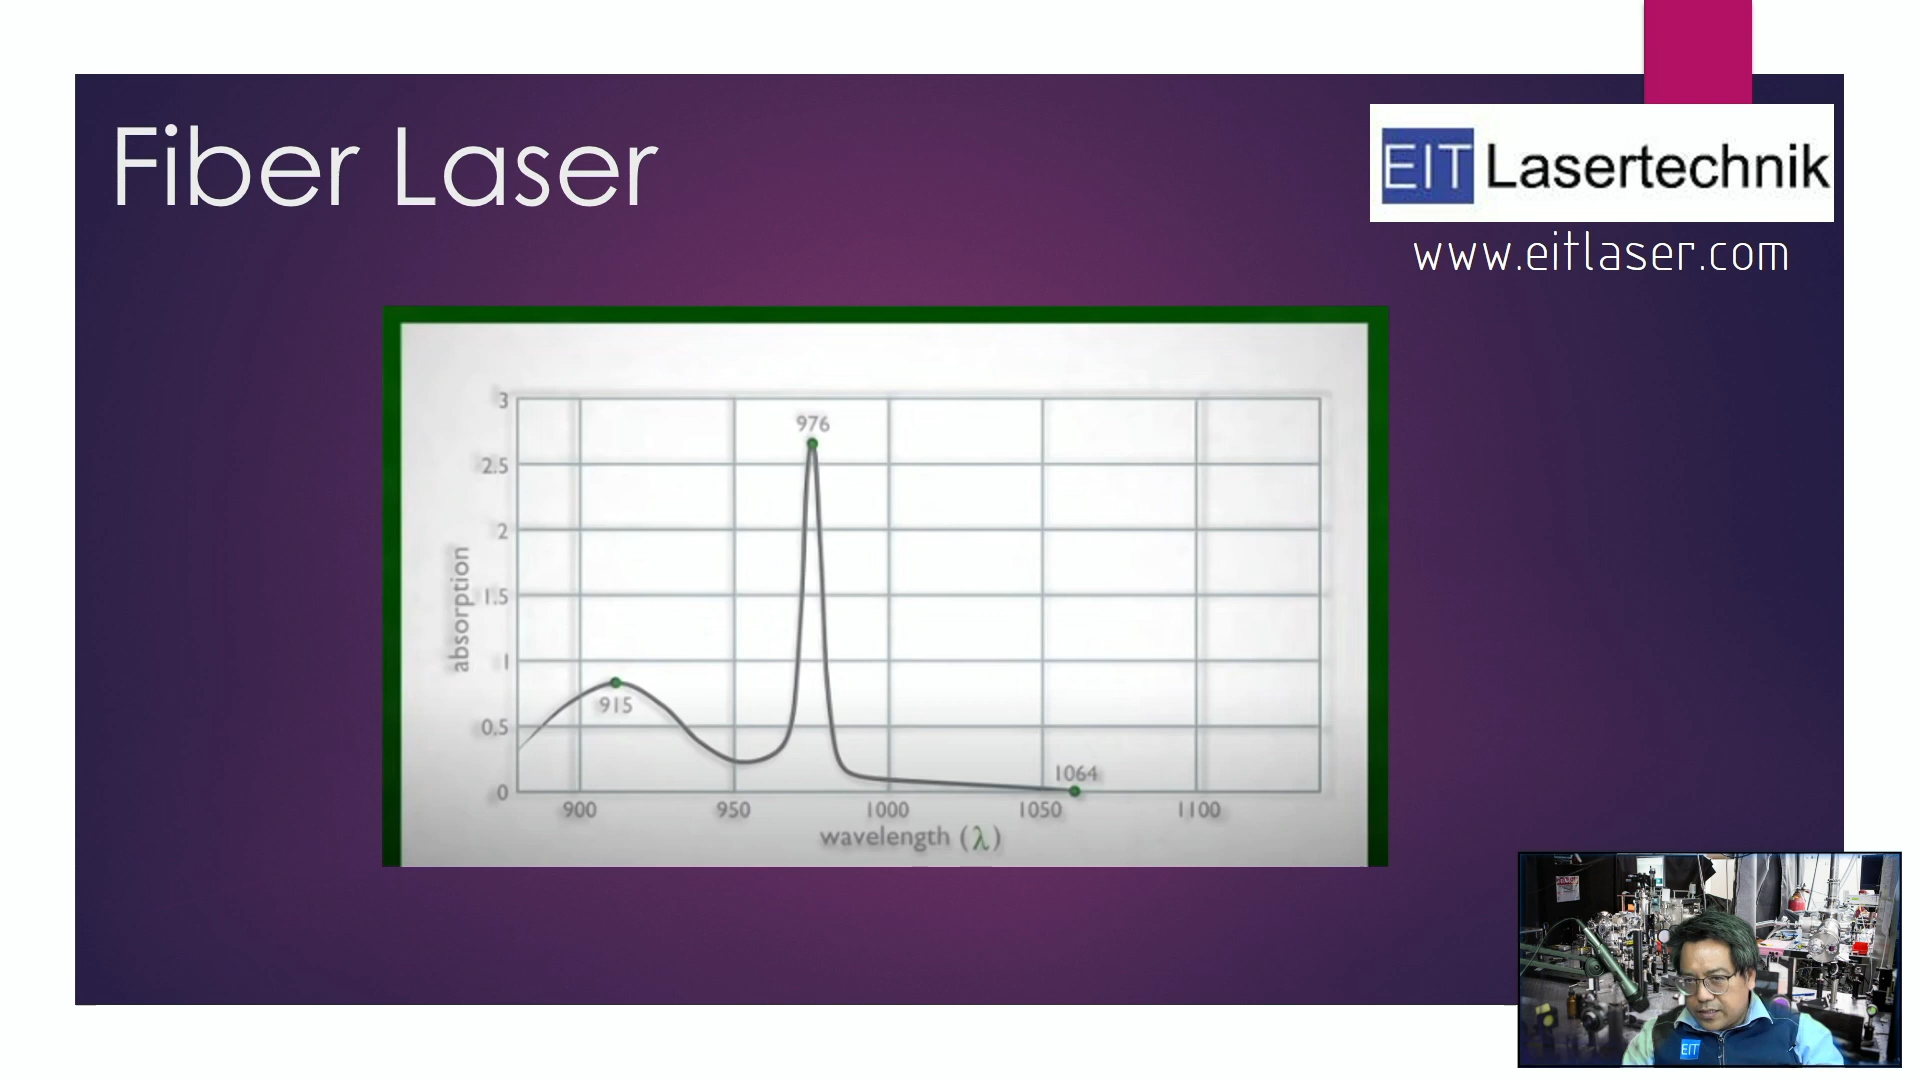 Fiber Laser
EIT Lasertechnik
www.eitlaser.com
3
2.5
2
1.5
1
0.5
0
absorption
976
915
1064
900 950 1000 1050 1100
wavelength (λ)
EIT